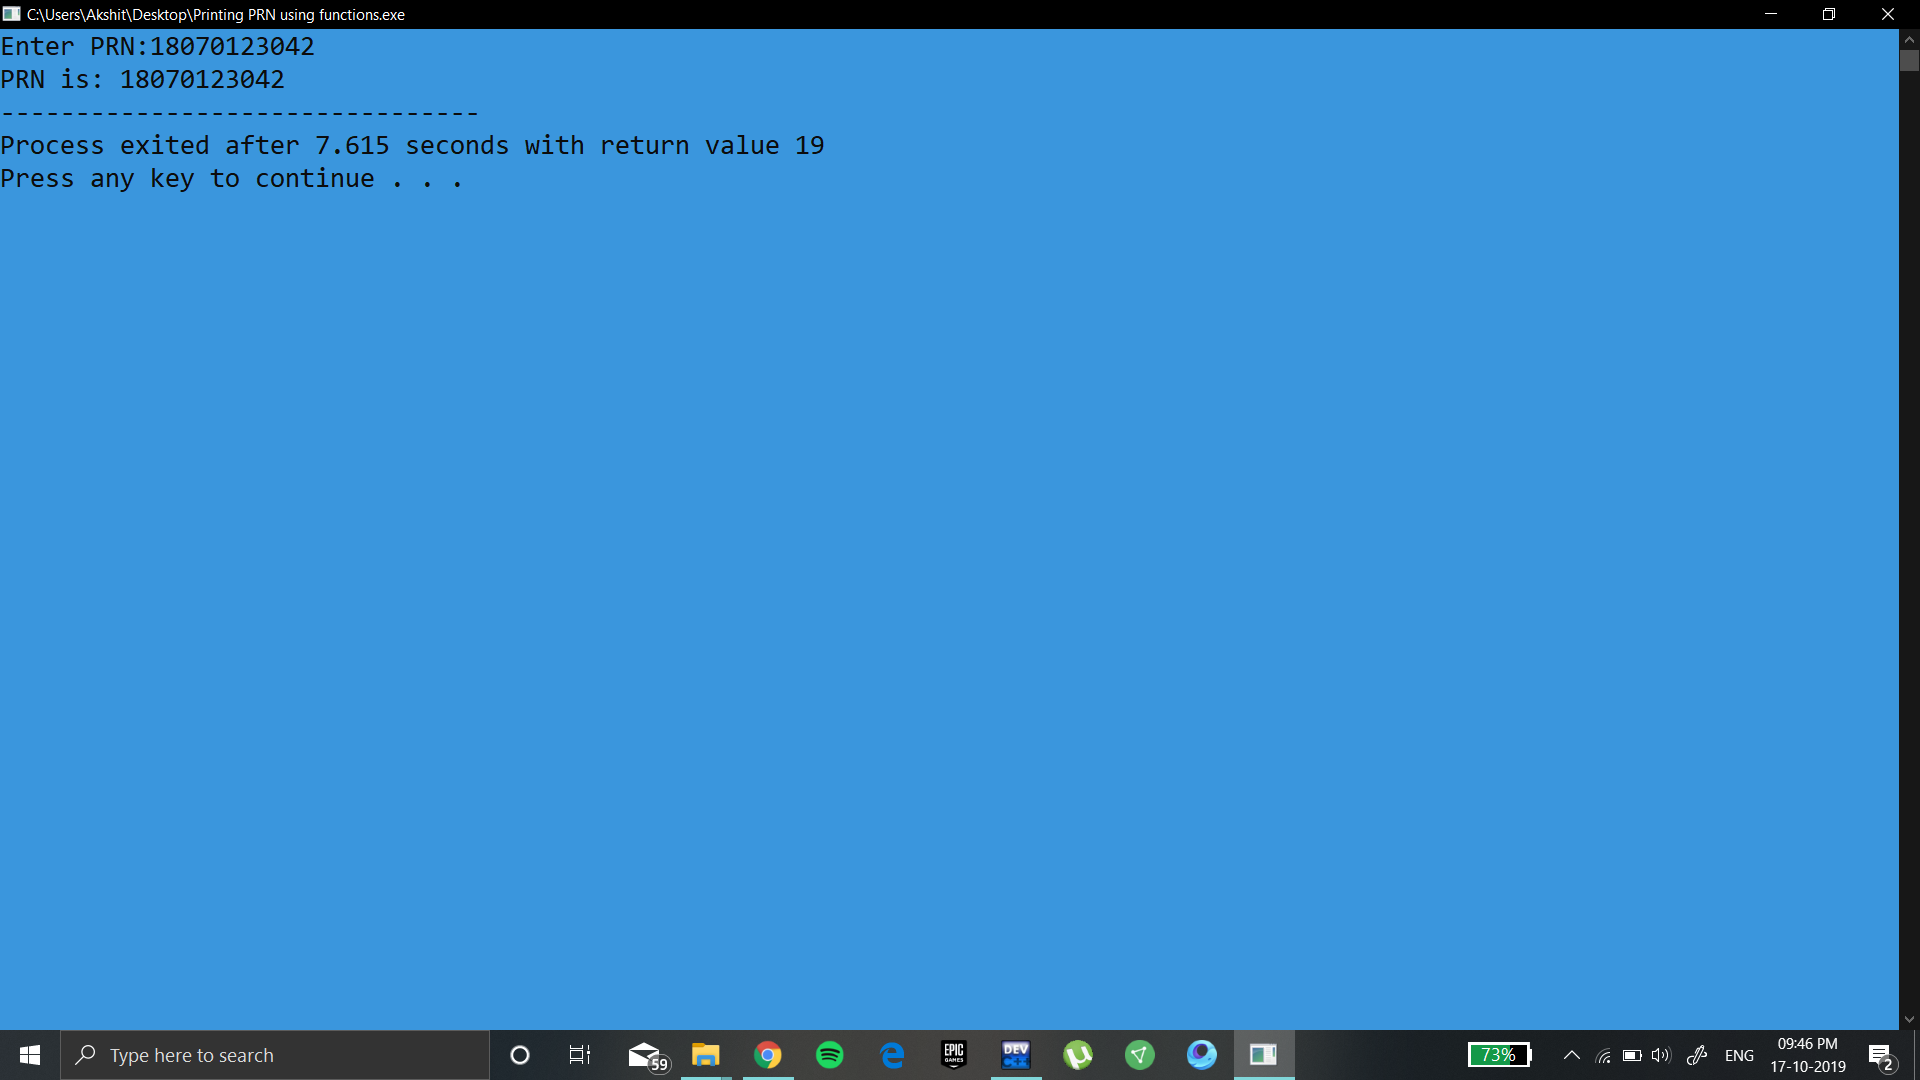 C:\Users\Akshit\Desktop\Printing PRN using functions.exe
Enter PRN:18070123042
PRN is: 18070123042
--------------------------------
Process exited after 7.615 seconds with return value 19
Press any key to continue . . .
Type here to search
59
EPIC
GAMES
DEV
C++
73%
ENG
09:46 PM
17-10-2019
2